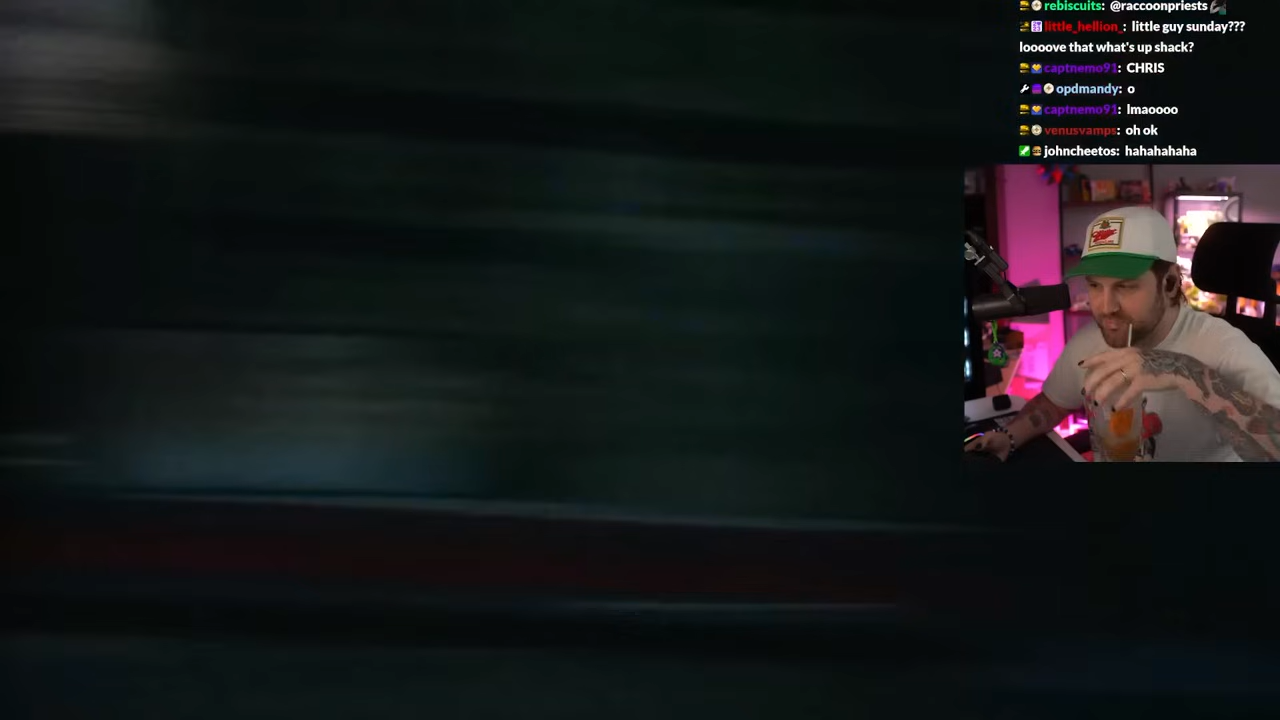 rebiscuits: @raccoonpriests
little_hellion_: little guy sunday???
loooove that what's up shack?
captnemo91: CHRIS
opdmandy: o
captnemo91: lmaoooo
venusvamps: oh ok
johncheetos: hahahahaha